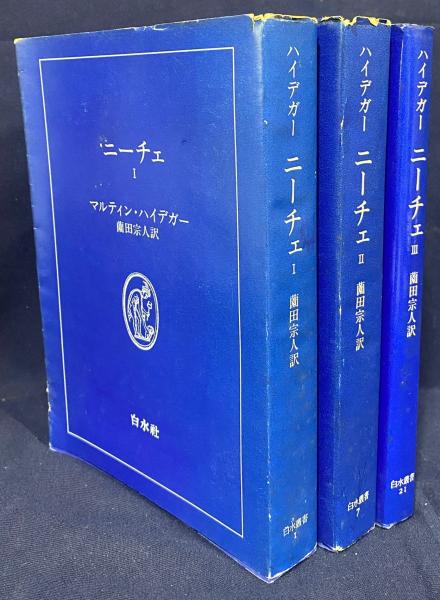 ニーチェ
I
マルティン・ハイデガー
薗田宗人訳
白水社
ハイデガー ニーチェ I 薗田宗人訳
白水叢書
1
ハイデガー ニーチェ II 薗田宗人訳
白水叢書
7
ハイデガー ニーチェ III 薗田宗人訳
白水叢書
21